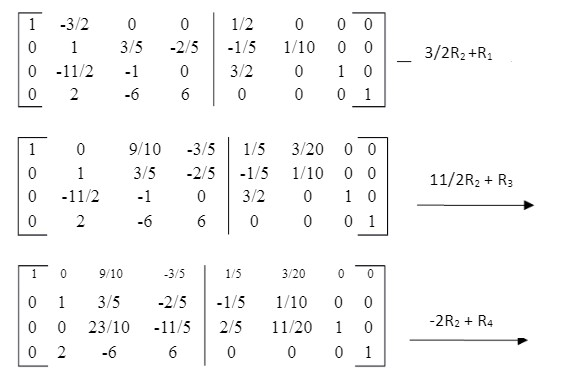 1 -3/2 0 0 1/2 0 0 0
0 1 3/5 -2/5 -1/5 1/10 0 0
0 -11/2 -1 0 3/2 0 1 0
0 2 -6 6 0 0 0 1
— 3/2R₂ +R₁
1 0 9/10 -3/5 1/5 3/20 0 0
0 1 3/5 -2/5 -1/5 1/10 0 0
0 -11/2 -1 0 3/2 0 1 0
0 2 -6 6 0 0 0 1
11/2R₂ + R₃
1 0 9/10 -3/5 1/5 3/20 0 0
0 1 3/5 -2/5 -1/5 1/10 0 0
0 0 23/10 -11/5 2/5 11/20 1 0
0 2 -6 6 0 0 0 1
-2R₂ + R₄